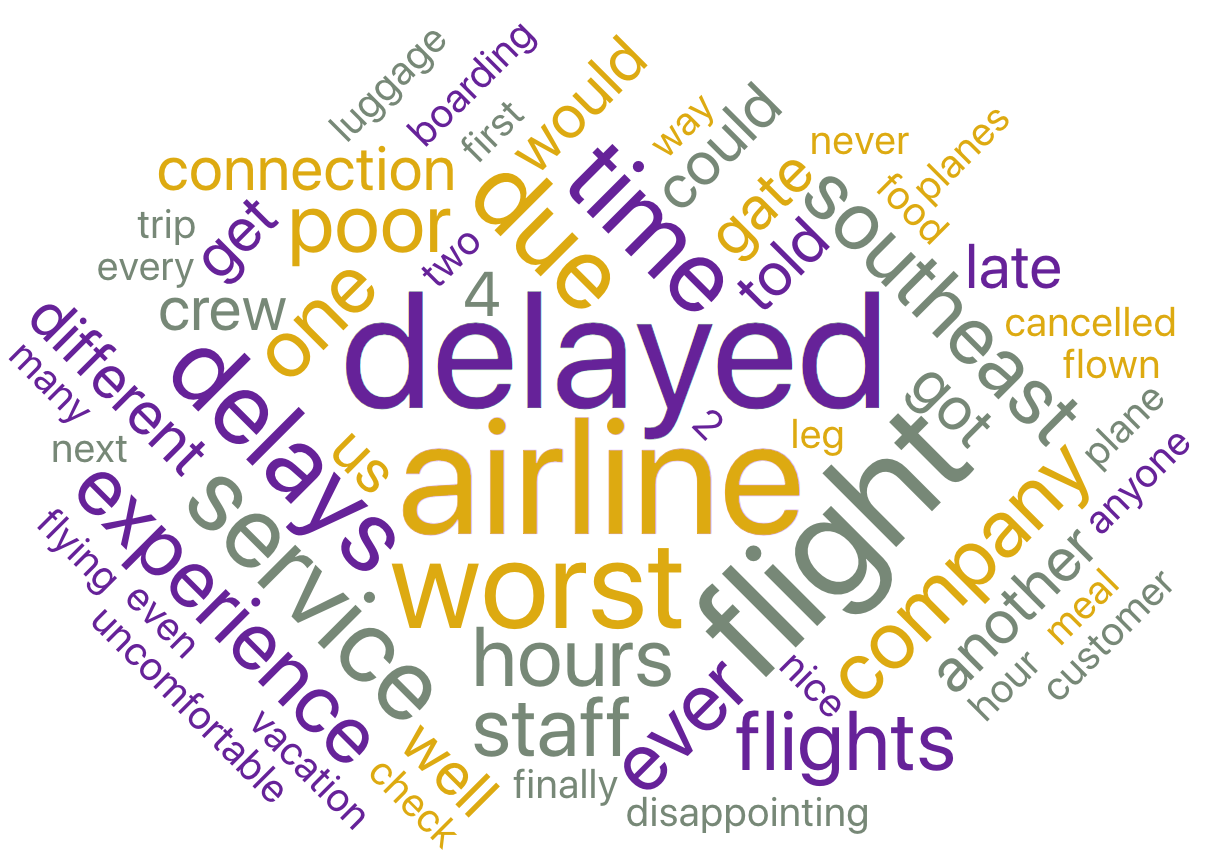 luggage
boarding
first
would
way
could
never
planes
food
connection
due
time
gate
southeast
trip
get
poor
two
told
late
every
one
4
crew
delayed
cancelled
different
flown
many
delays
got
plane
2
leg
next
us
airline
anyone
experience
service
flight
company
worst
another
flying
even
meal
customer
uncomfortable
hours
nice
hour
ever
vacation
well
staff
flights
check
finally
disappointing